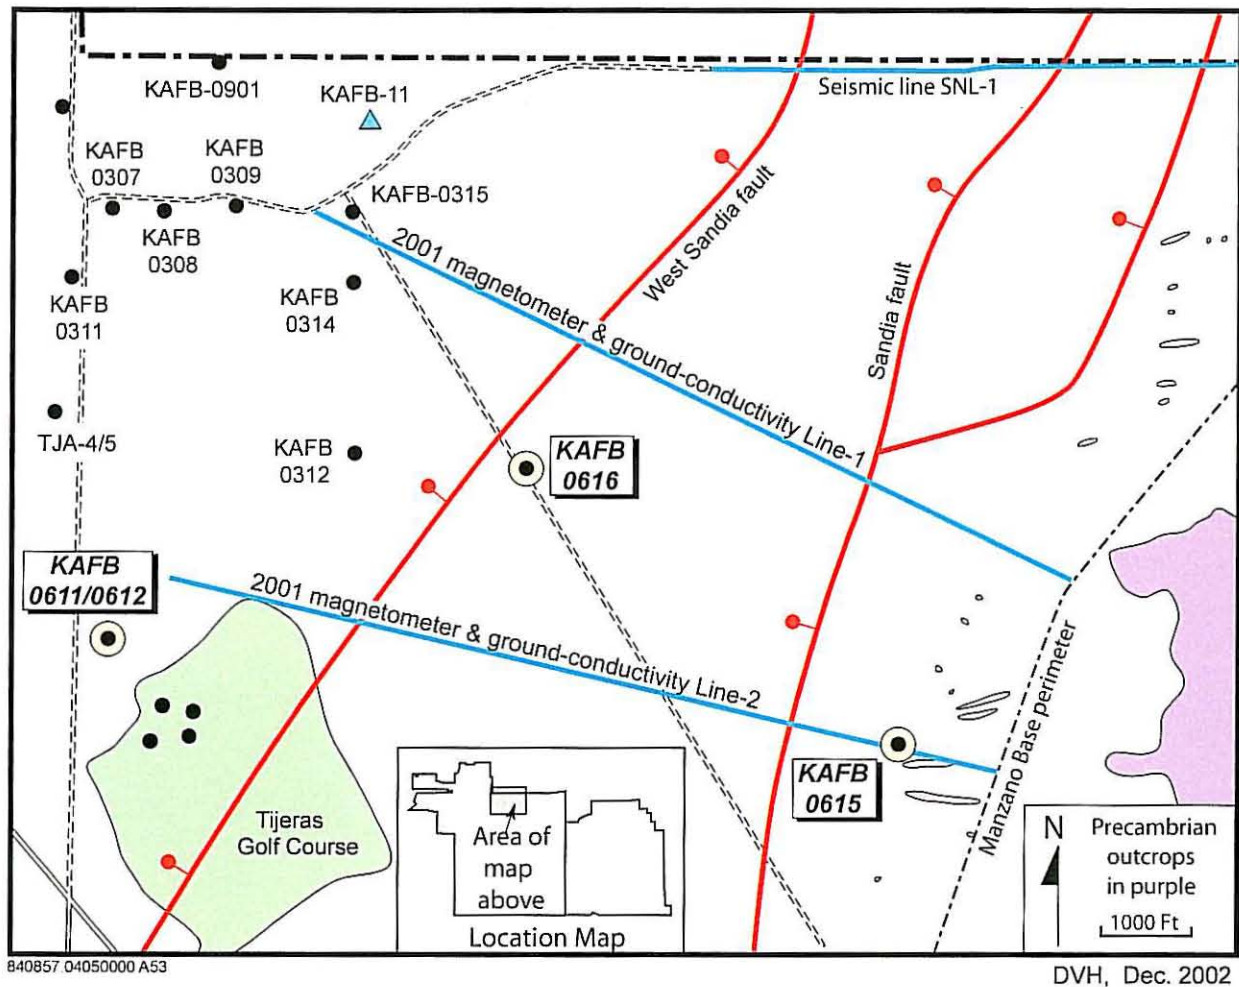 KAFB-0901
KAFB-11
Seismic line SNL-1
KAFB
0307
KAFB
0309
KAFB-0315
KAFB
0308
West Sandia fault
2001 magnetometer & ground-conductivity Line-1
KAFB
0311
KAFB
0314
Sandia fault
TJA-4/5
KAFB
0312
KAFB
0616
KAFB
0611/0612
2001 magnetometer & ground-conductivity Line-2
Manzano Base perimeter
KAFB
0615
Tijeras
Golf Course
Area of
map
above
Location Map
N
Precambrian
outcrops
in purple
1000 Ft
840857.04050000 A53
DVH, Dec. 2002